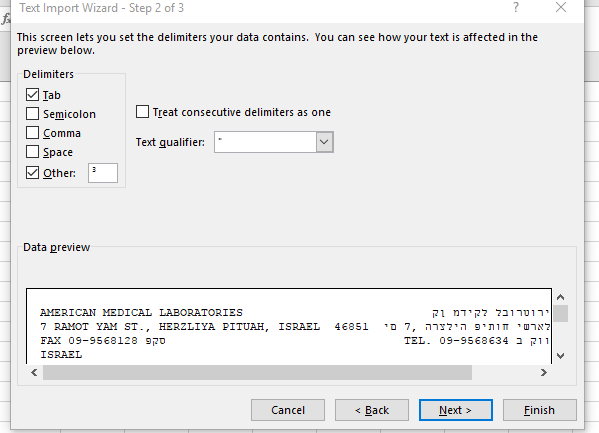 Text Import Wizard - Step 2 of 3
?
This screen lets you set the delimiters your data contains. You can see how your text is affected in the
preview below.
Delimiters
Tab
Semicolon
Comma
Space
Other: ³
Treat consecutive delimiters as one
Text qualifier: "
Data preview
AMERICAN MEDICAL LABORATORIES ירוטרובל לקידמ ןק
7 RAMOT YAM ST., HERZLIYA PITUAH, ISRAEL 46851 לארשי חותיפ הילצרה ,7 םי
FAX 09-9568128 סקפ TEL. 09-9568634
ISRAEL
Cancel
< Back
Next >
Finish